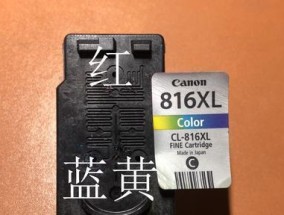 红
蓝 黄
Canon
816XL
Color
CL-816XL
FINE Cartridge
Made in Japan
C